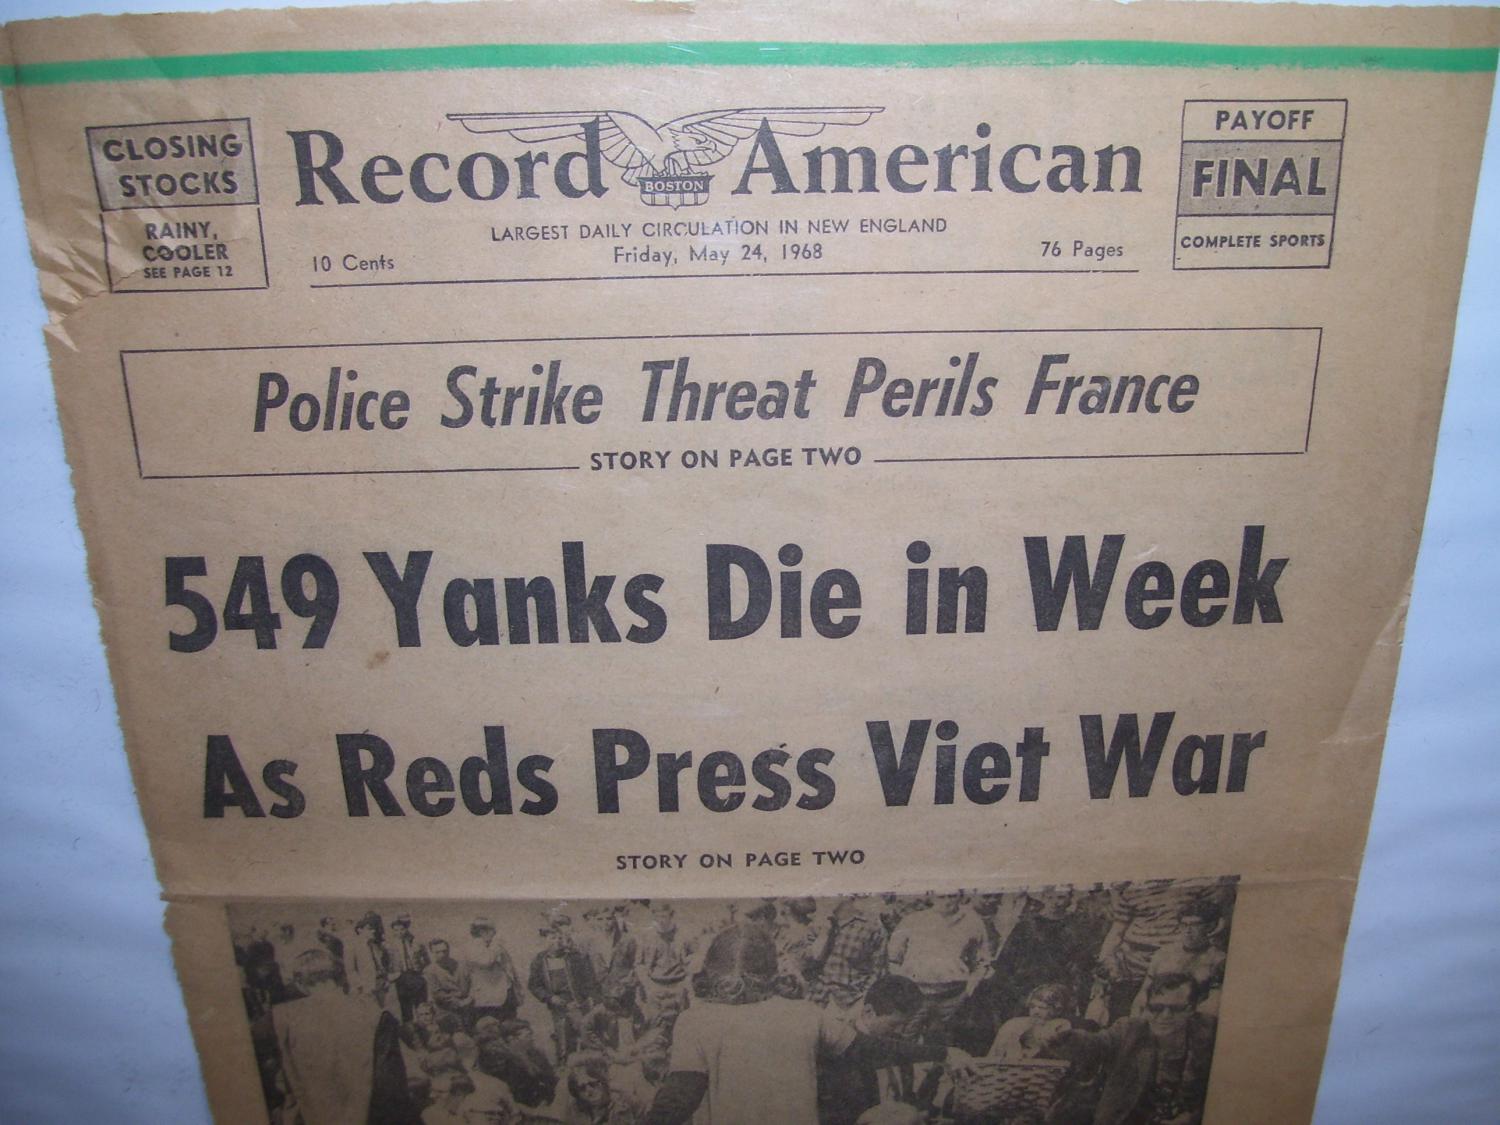 CLOSING
STOCKS
RAINY,
COOLER
SEE PAGE 12
Record American
BOSTON
LARGEST DAILY CIRCULATION IN NEW ENGLAND
10 Cents
Friday, May 24, 1968
76 Pages
PAYOFF
FINAL
COMPLETE SPORTS
Police Strike Threat Perils France
STORY ON PAGE TWO
549 Yanks Die in Week
As Reds Press Viet War
STORY ON PAGE TWO